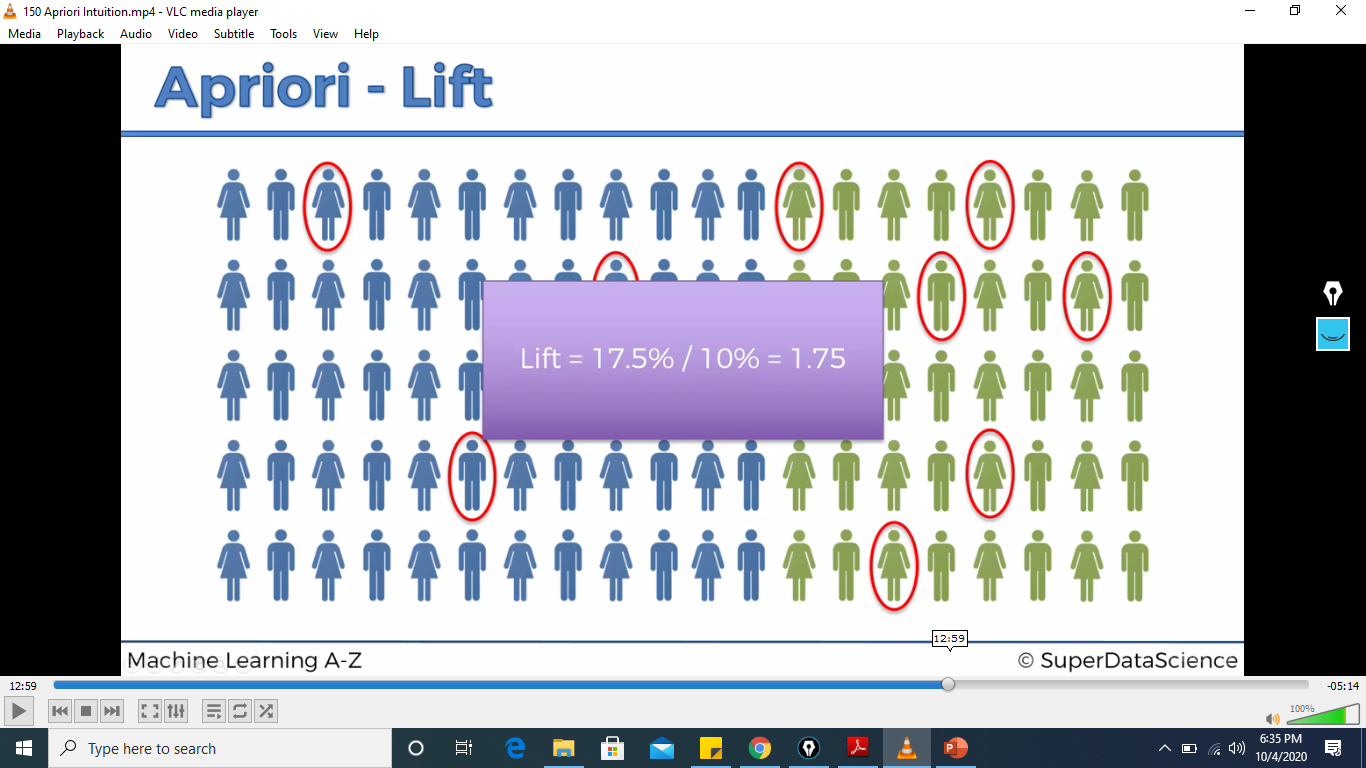 150 Apriori Intuition.mp4 - VLC media player
Media Playback Audio Video Subtitle Tools View Help
Apriori - Lift
Lift = 17.5% / 10% = 1.75
12:59
Machine Learning A-Z
© SuperDataScience
12:59
-05:14
100%
Type here to search
6:35 PM
10/4/2020